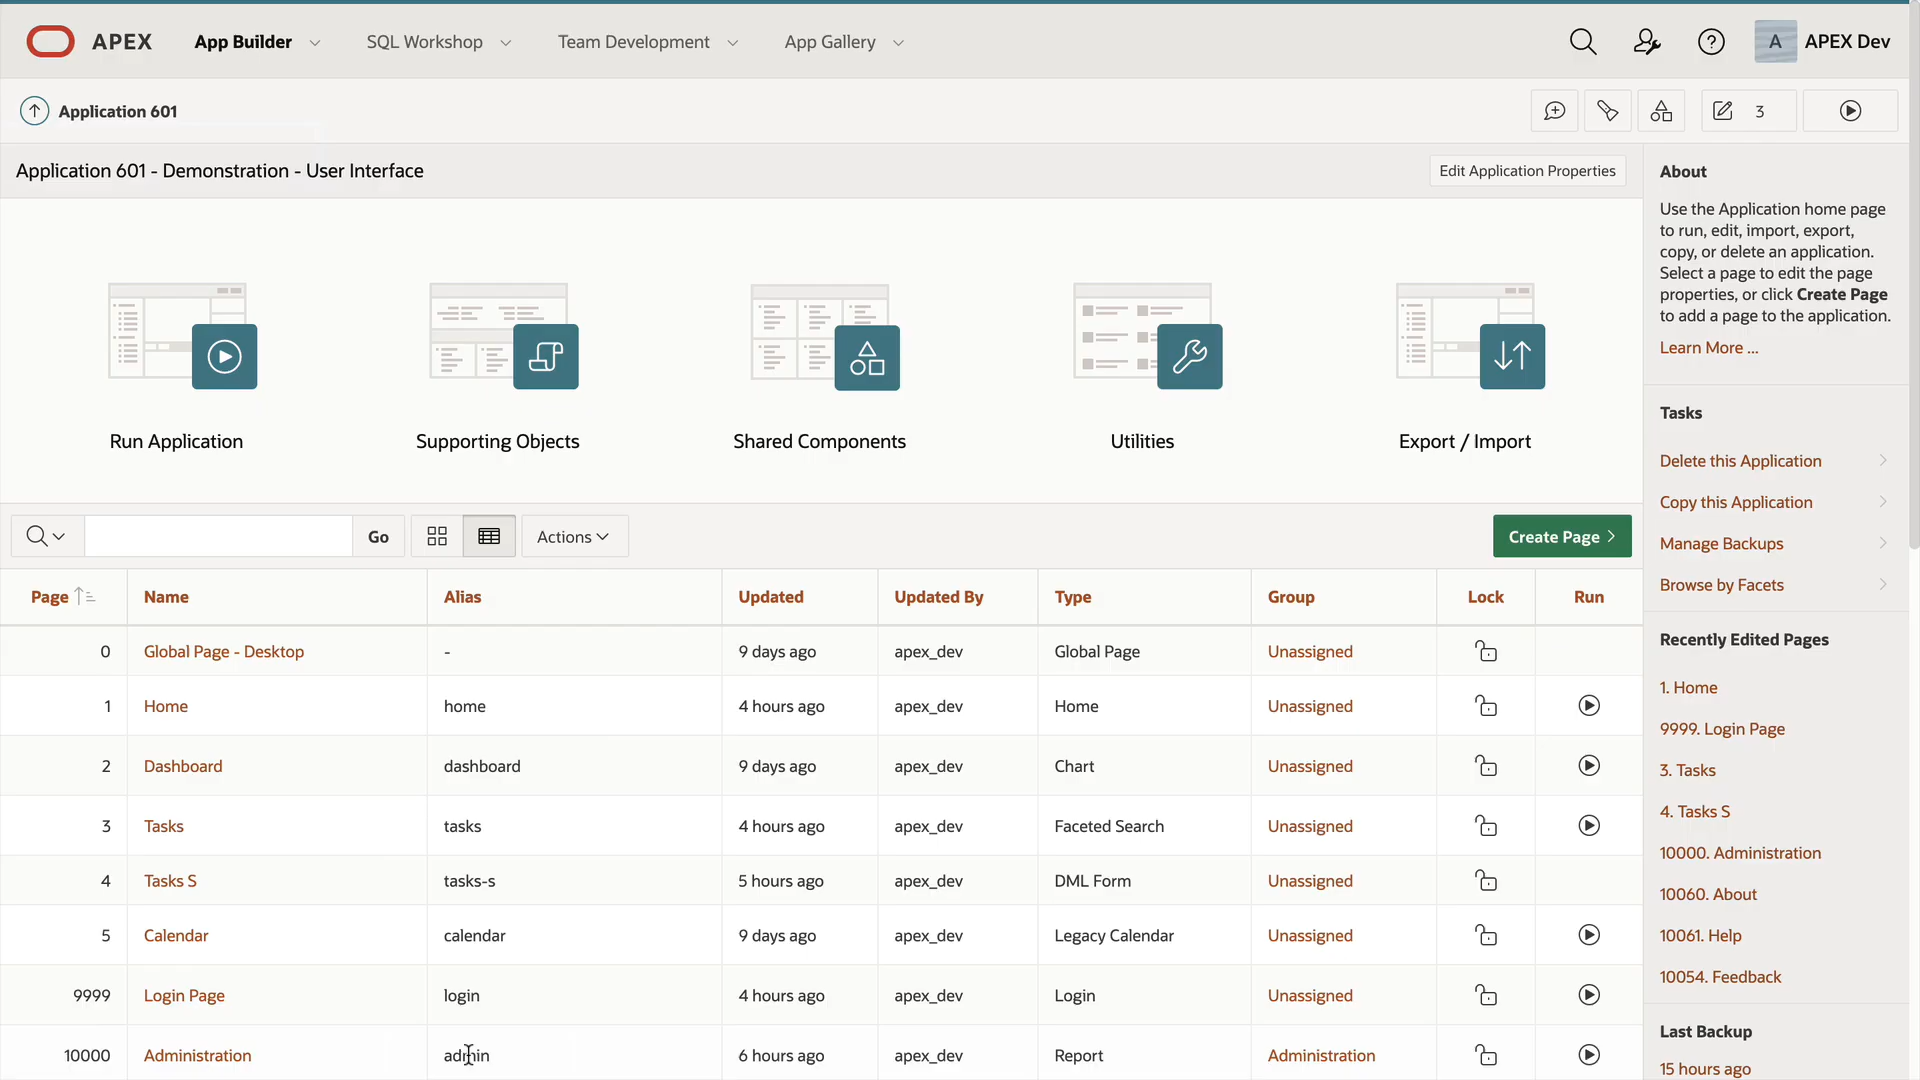 APEX
App Builder
SQL Workshop
Team Development
App Gallery
A
APEX Dev
Application 601
3
Application 601 - Demonstration - User Interface
Edit Application Properties
Run Application
Supporting Objects
Shared Components
Utilities
Export / Import
Go
Actions
Create Page
Page Name Alias Updated Updated By Type Group Lock Run
0 Global Page - Desktop - 9 days ago apex_dev Global Page Unassigned
1 Home home 4 hours ago apex_dev Home Unassigned
2 Dashboard dashboard 9 days ago apex_dev Chart Unassigned
3 Tasks tasks 4 hours ago apex_dev Faceted Search Unassigned
4 Tasks S tasks-s 5 hours ago apex_dev DML Form Unassigned
5 Calendar calendar 9 days ago apex_dev Legacy Calendar Unassigned
9999 Login Page login 4 hours ago apex_dev Login Unassigned
10000 Administration admin 6 hours ago apex_dev Report Administration
About
Use the Application home page
to run, edit, import, export,
copy, or delete an application.
Select a page to edit the page
properties, or click Create Page
to add a page to the application.
Learn More ...
Tasks
Delete this Application
Copy this Application
Manage Backups
Browse by Facets
Recently Edited Pages
1. Home
9999. Login Page
3. Tasks
4. Tasks S
10000. Administration
10060. About
10061. Help
10054. Feedback
Last Backup
15 hours ago